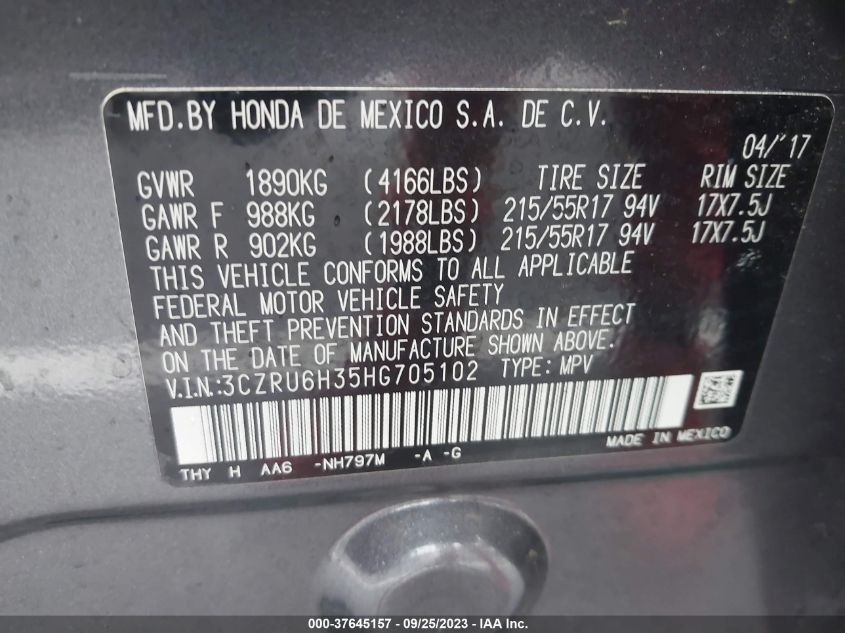 MFD.BY HONDA DE MEXICO S.A. DE C.V.
04/'17
GVWR 1890KG (4166LBS) TIRE SIZE RIM SIZE
GAWR F 988KG (2178LBS) 215/55R17 94V 17X7.5J
GAWR R 902KG (1988LBS) 215/55R17 94V 17X7.5J
THIS VEHICLE CONFORMS TO ALL APPLICABLE
FEDERAL MOTOR VEHICLE SAFETY
AND THEFT PREVENTION STANDARDS IN EFFECT
ON THE DATE OF MANUFACTURE SHOWN ABOVE.
V.I.N.:3CZRU6H35HG705102 TYPE: MPV
MADE IN MEXICO
THY H AA6 -NH797M -A -G
000-37645157 - 09/25/2023 - IAA Inc.